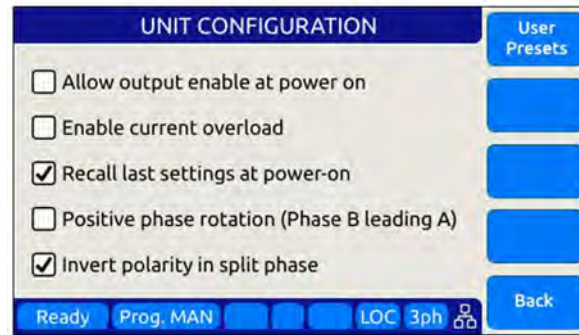 UNIT CONFIGURATION
User
Presets
Allow output enable at power on
Enable current overload
Recall last settings at power-on
Positive phase rotation (Phase B leading A)
Invert polarity in split phase
Back
Ready Prog. MAN LOC 3ph